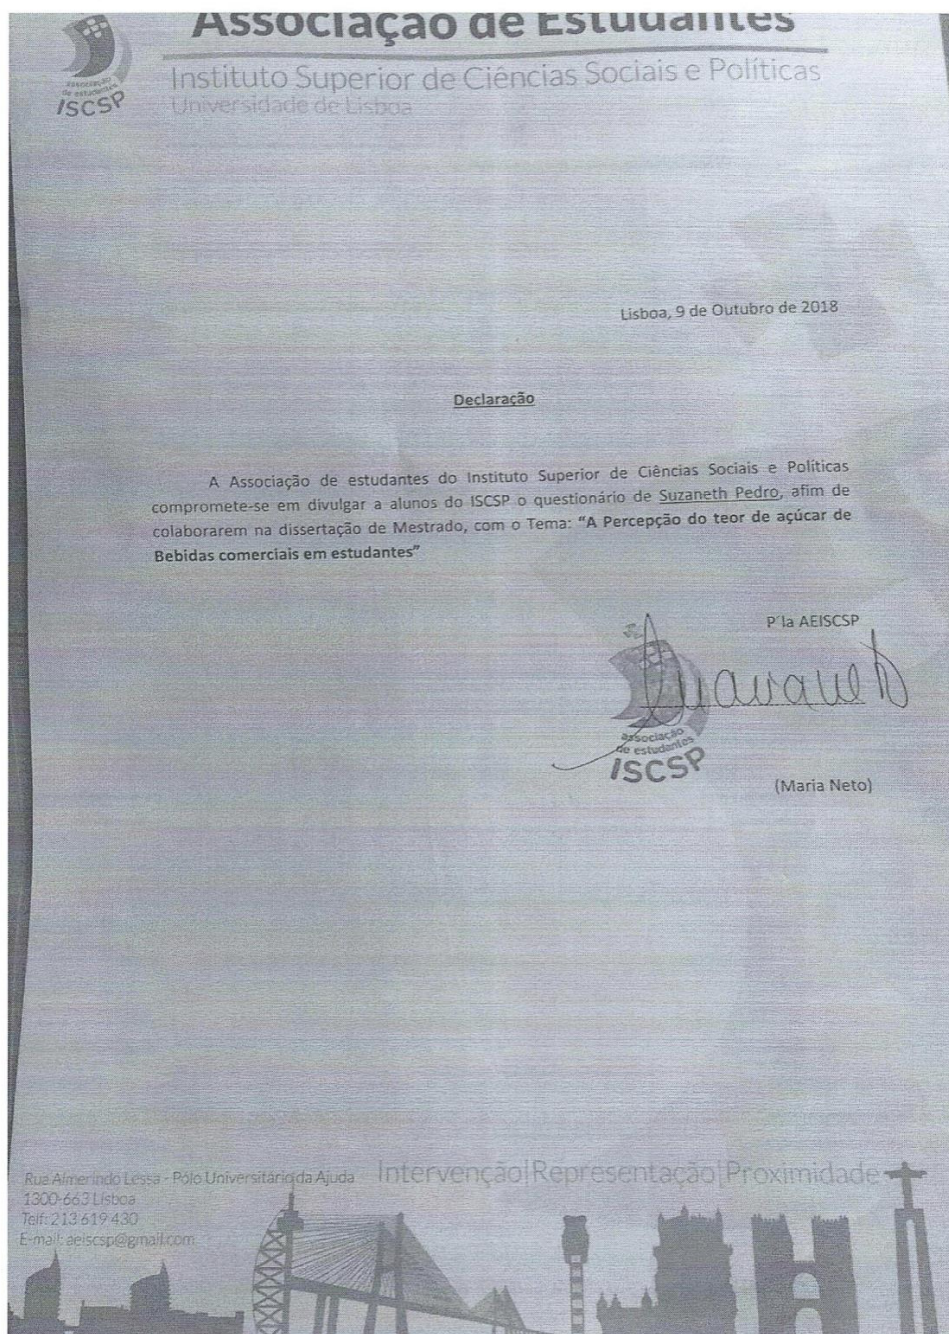 Associação de Estudantes
Instituto Superior de Ciências Sociais e Políticas
Universidade de Lisboa
associação
de estudantes
ISCSP
Lisboa, 9 de Outubro de 2018
Declaração
A Associação de estudantes do Instituto Superior de Ciências Sociais e Políticas
compromete-se em divulgar a alunos do ISCSP o questionário de Suzaneth Pedro, afim de
colaborarem na dissertação de Mestrado, com o Tema: “A Percepção do teor de açúcar de
Bebidas comerciais em estudantes”
P´la AEISCSP
associação
de estudantes
ISCSP
(Maria Neto)
Rua Almerindo Lessa - Pólo Universitário da Ajuda
1300-663 Lisboa
Telf: 213 619 430
E-mail: aeiscsp@gmail.com
Intervenção|Representação|Proximidade